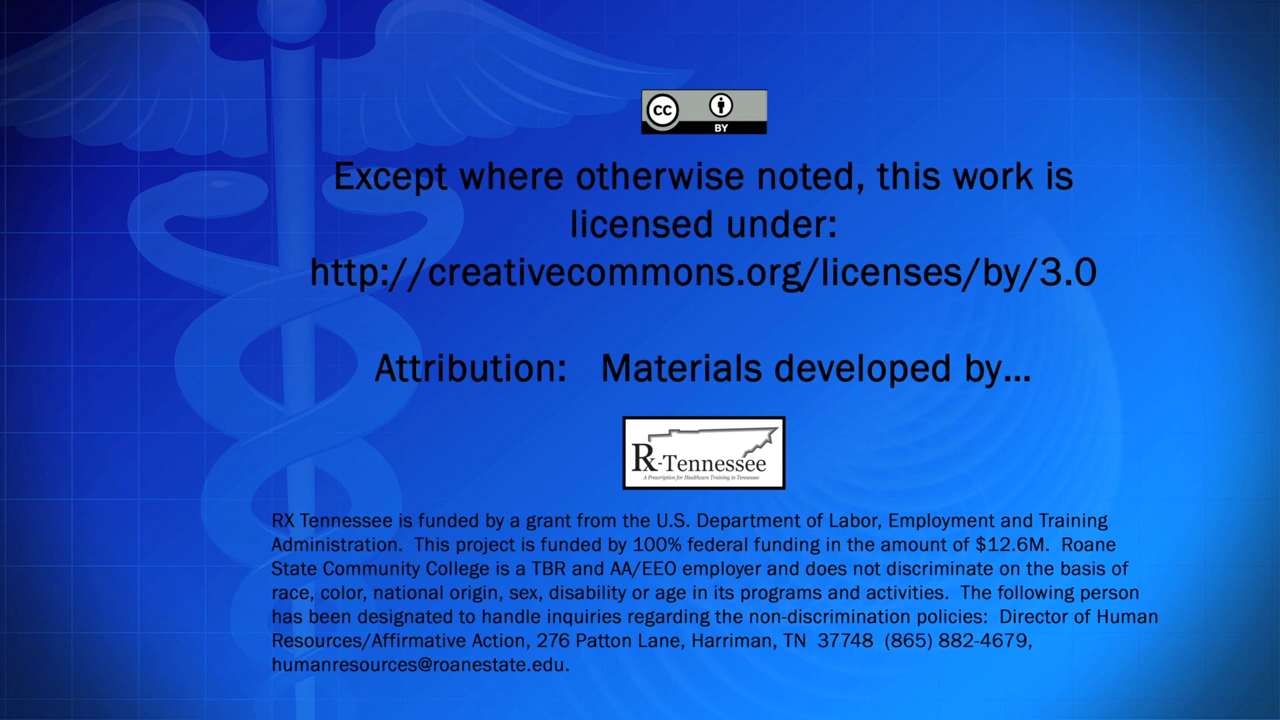 CC
BY
Except where otherwise noted, this work is
licensed under:
http://creativecommons.org/licenses/by/3.0
Attribution:   Materials developed by...
Rx-Tennessee
A Prescription for Healthcare Training in Tennessee
RX Tennessee is funded by a grant from the U.S. Department of Labor, Employment and Training
Administration.  This project is funded by 100% federal funding in the amount of $12.6M.  Roane
State Community College is a TBR and AA/EEO employer and does not discriminate on the basis of
race, color, national origin, sex, disability or age in its programs and activities.  The following person
has been designated to handle inquiries regarding the non-discrimination policies:  Director of Human
Resources/Affirmative Action, 276 Patton Lane, Harriman, TN  37748  (865) 882-4679,
humanresources@roanestate.edu.